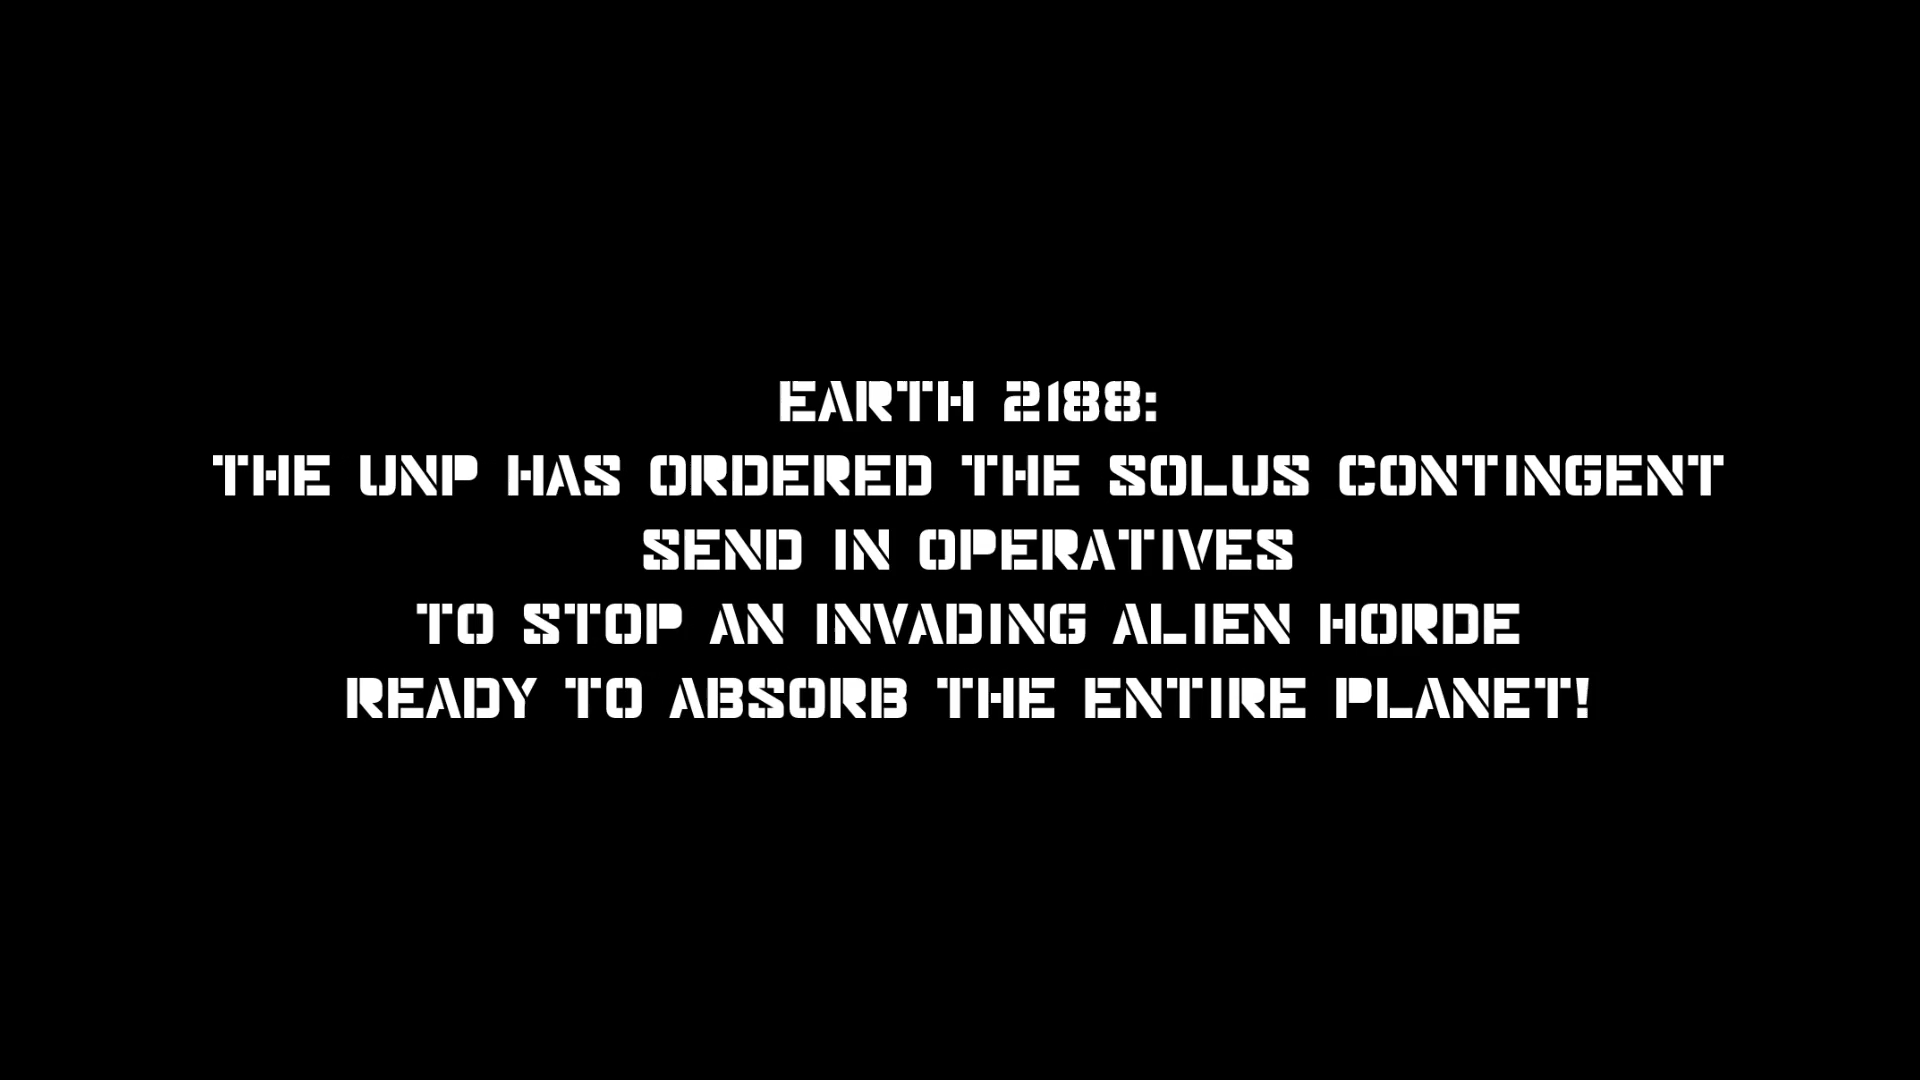 EARTH 2188:
THE UNP HAS ORDERED THE SOLUS CONTINGENT
SEND IN OPERATIVES
TO STOP AN INVADING ALIEN HORDE
READY TO ABSORB THE ENTIRE PLANET!